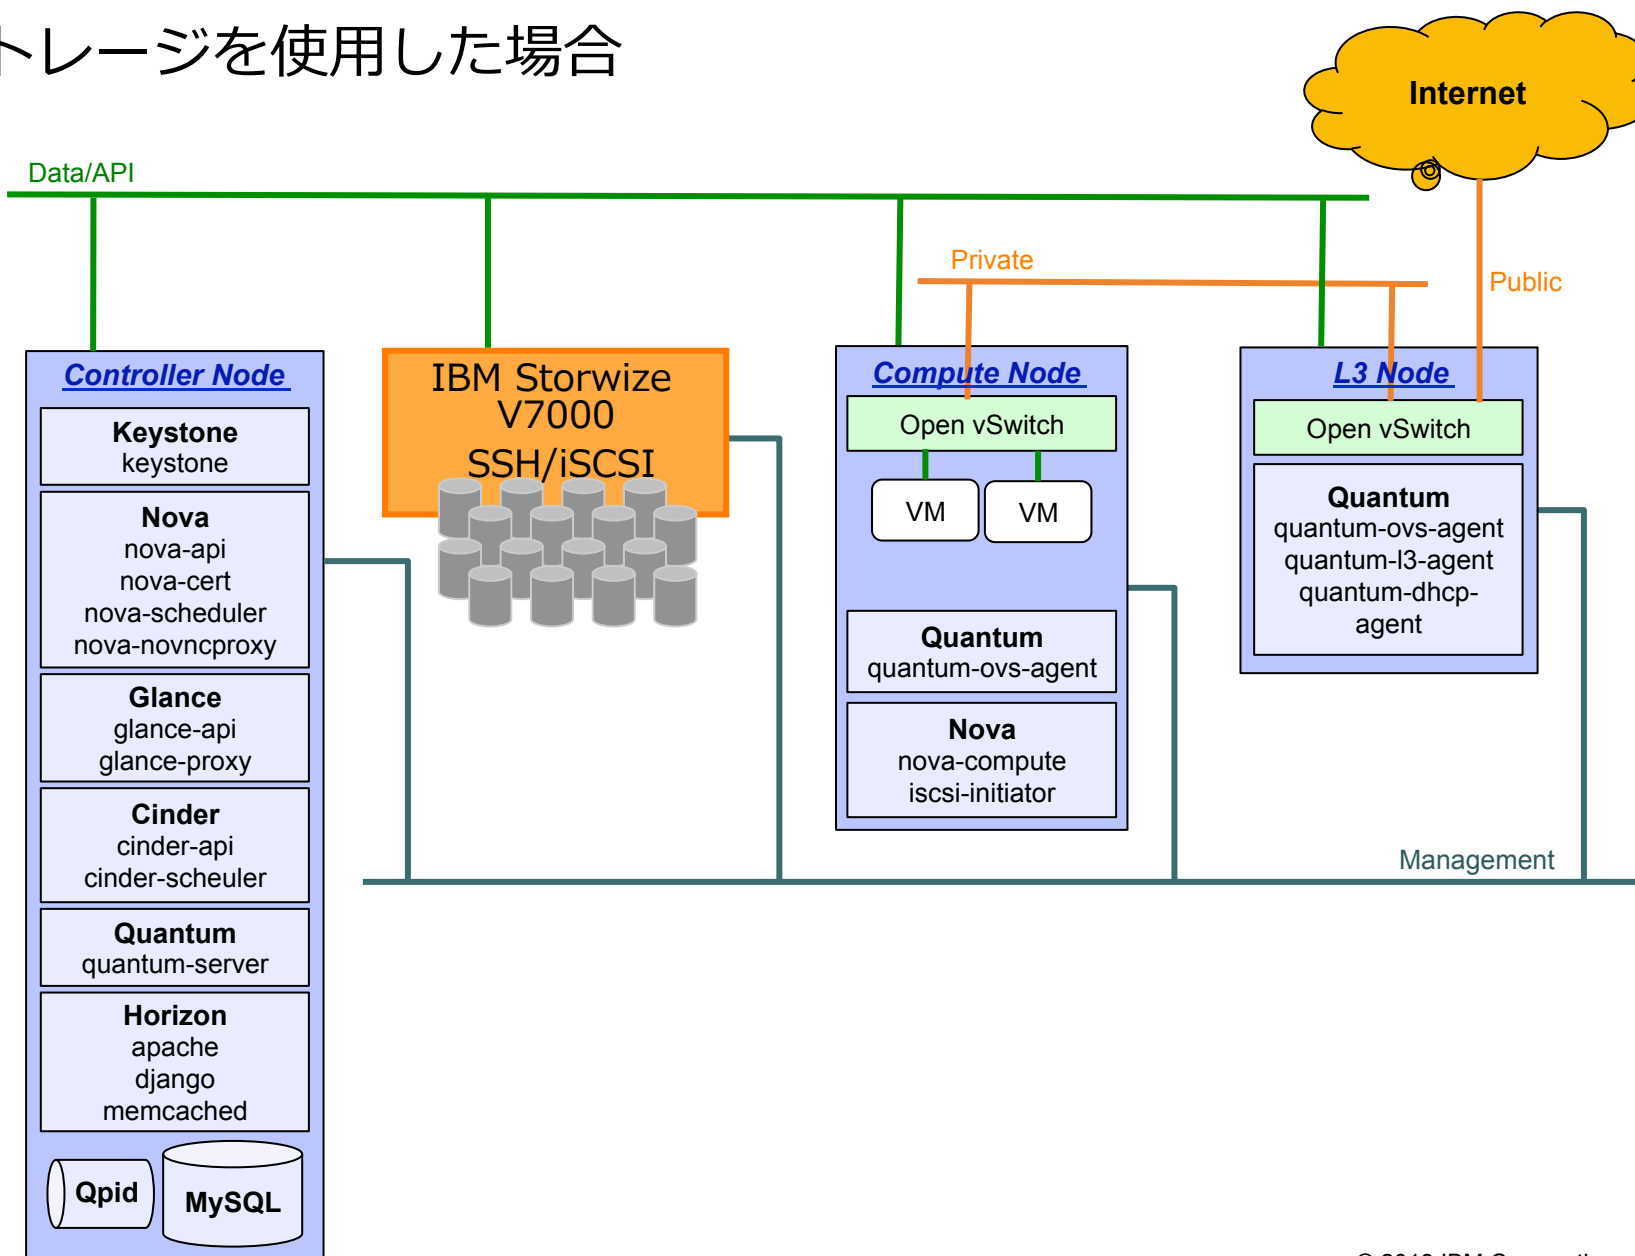 トレージを使用した場合
Internet
Data/API
Private
Public
Controller Node
Keystone
keystone
Nova
nova-api
nova-cert
nova-scheduler
nova-novncproxy
Glance
glance-api
glance-proxy
Cinder
cinder-api
cinder-scheuler
Quantum
quantum-server
Horizon
apache
django
memcached
Qpid
MySQL
IBM Storwize
V7000
SSH/iSCSI
Compute Node
Open vSwitch
VM
VM
Quantum
quantum-ovs-agent
Nova
nova-compute
iscsi-initiator
L3 Node
Open vSwitch
Quantum
quantum-ovs-agent
quantum-l3-agent
quantum-dhcp-
agent
Management